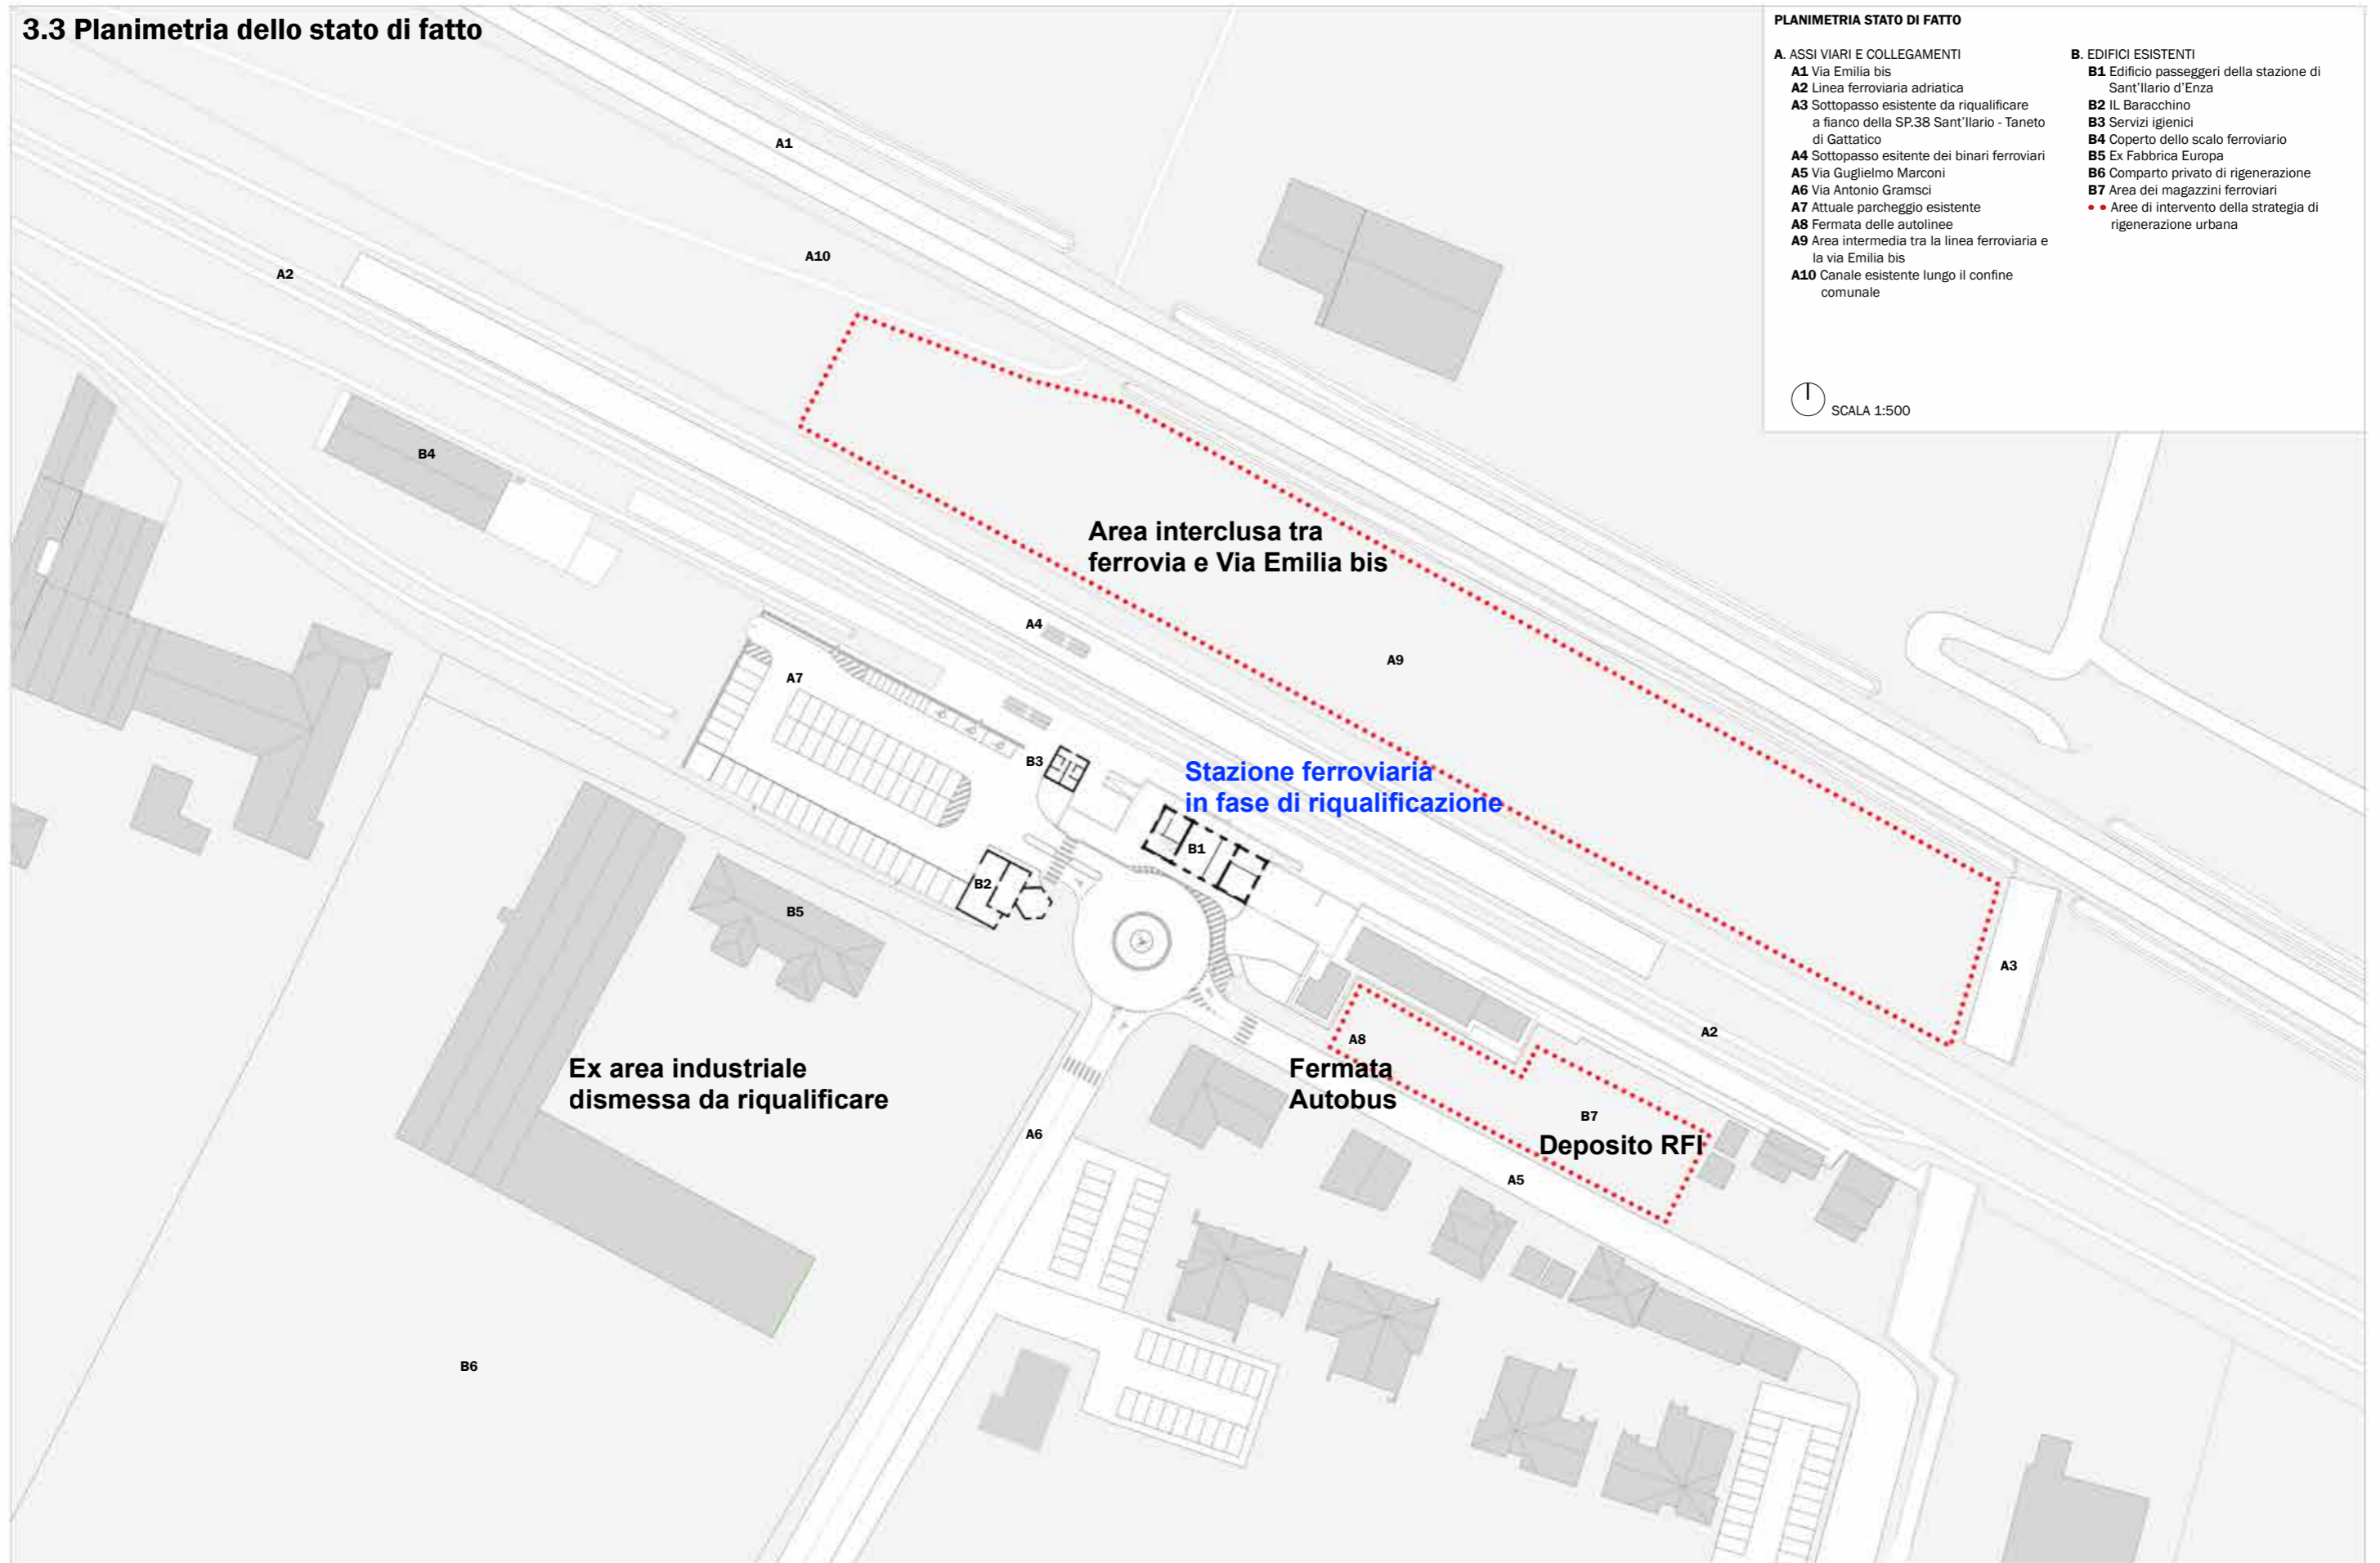 3.3 Planimetria dello stato di fatto
PLANIMETRIA STATO DI FATTO
A. ASSI VIARI E COLLEGAMENTI
A1 Via Emilia bis
A2 Linea ferroviaria adriatica
A3 Sottopasso esistente da riqualificare
a fianco della SP.38 Sant'Ilario - Taneto
di Gattatico
A4 Sottopasso esitente dei binari ferroviari
A5 Via Guglielmo Marconi
A6 Via Antonio Gramsci
A7 Attuale parcheggio esistente
A8 Fermata delle autolinee
A9 Area intermedia tra la linea ferroviaria e
la via Emilia bis
A10 Canale esistente lungo il confine
comunale
B. EDIFICI ESISTENTI
B1 Edificio passeggeri della stazione di
Sant'Ilario d'Enza
B2 IL Baracchino
B3 Servizi igienici
B4 Coperto dello scalo ferroviario
B5 Ex Fabbrica Europa
B6 Comparto privato di rigenerazione
B7 Area dei magazzini ferroviari
Aree di intervento della strategia di
rigenerazione urbana
SCALA 1:500
A1
A10
A2
B4
Area interclusa tra
ferrovia e Via Emilia bis
A4
A9
A7
B3
Stazione ferroviaria
in fase di riqualificazione
B1
B2
B5
A3
A2
A8
Ex area industriale
dismessa da riqualificare
Fermata
Autobus
B7
Deposito RFI
A6
A5
B6